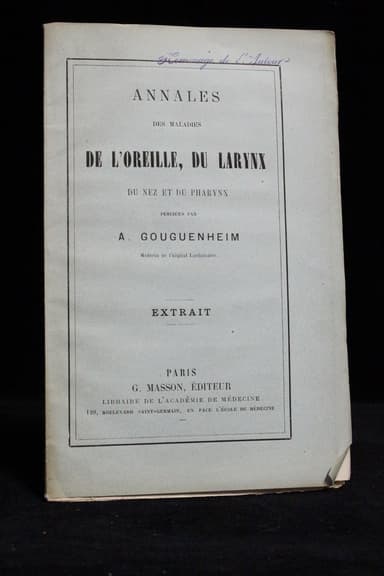 Hommage de l'Auteur
ANNALES
DES MALADIES
DE L'OREILLE, DU LARYNX
DU NEZ ET DU PHARYNX
PUBLIÉES PAR
A. GOUGUENHEIM
Médecin de l'hôpital Lariboisière.
EXTRAIT
PARIS
G. MASSON, ÉDITEUR
LIBRAIRE DE L'ACADÉMIE DE MÉDECINE
120, BOULEVARD SAINT-GERMAIN, EN FACE L'ÉCOLE DE MÉDECINE